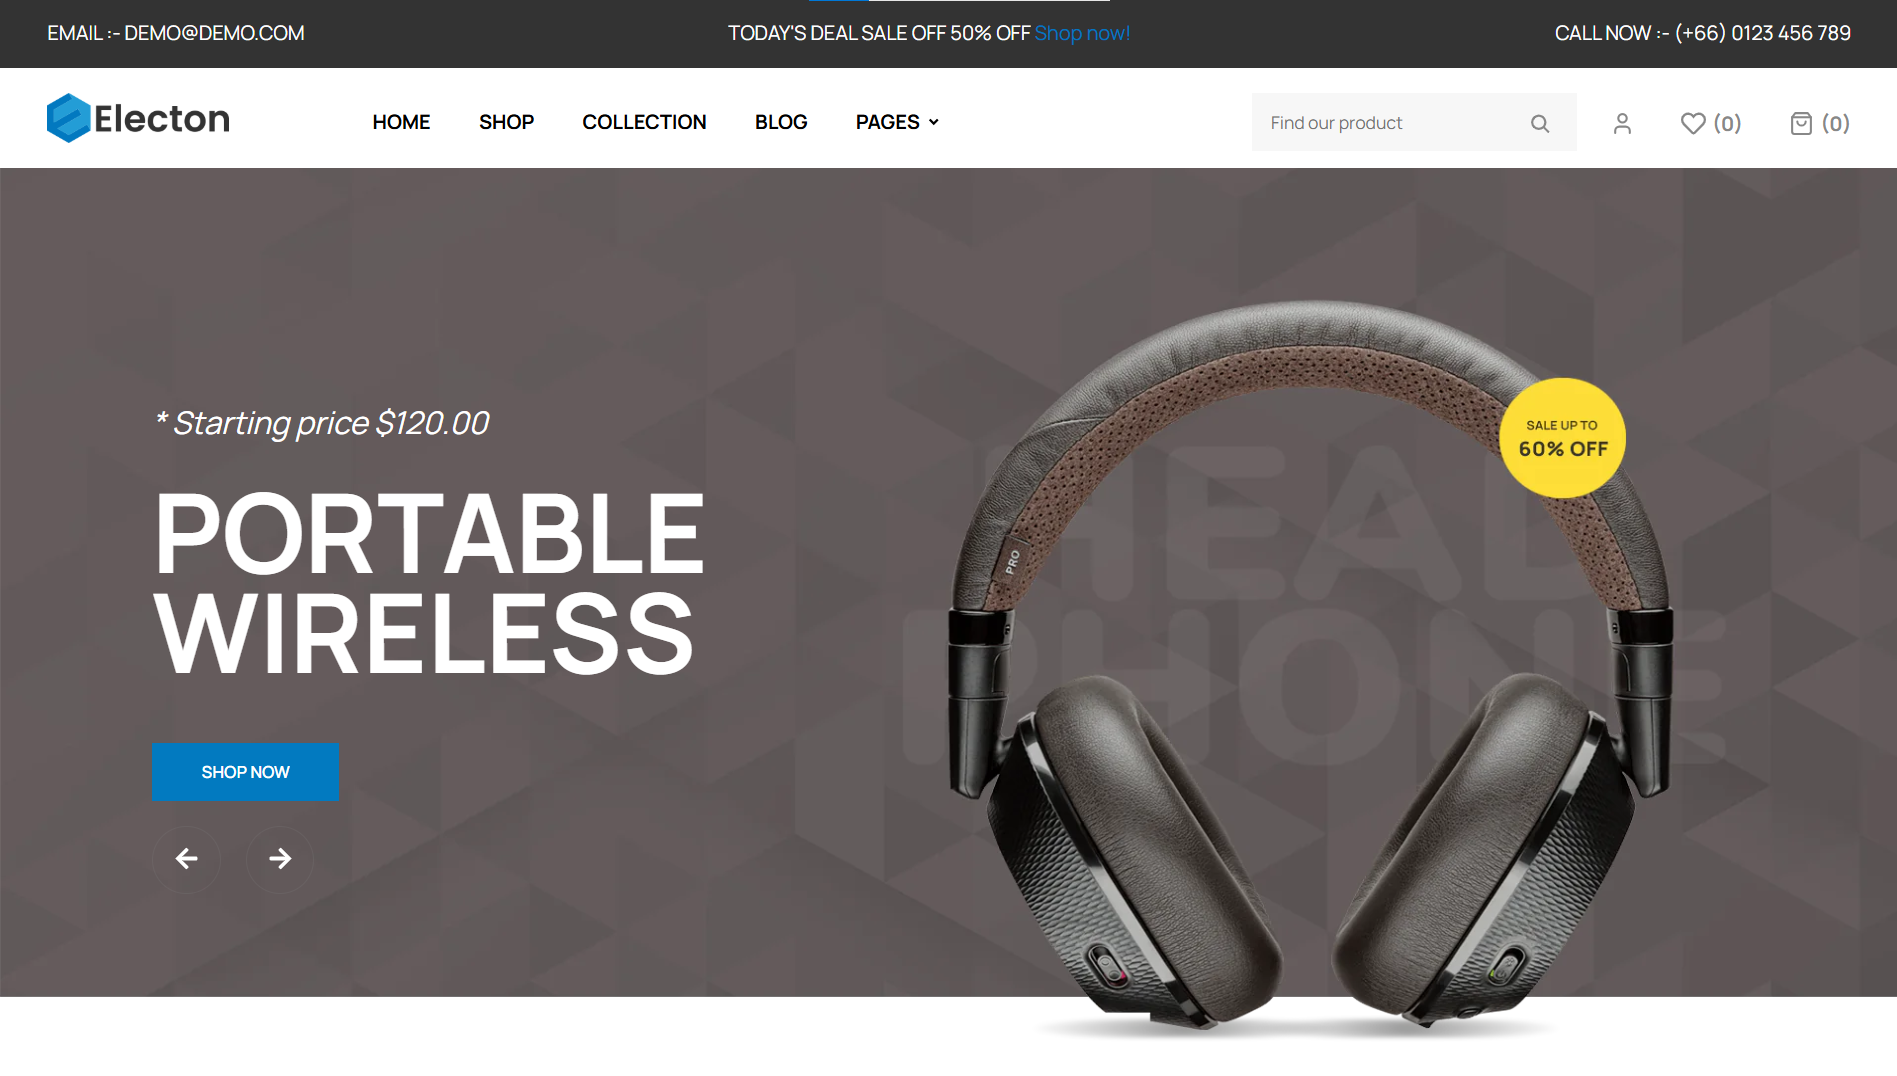 EMAIL :- DEMO@DEMO.COM
TODAY'S DEAL SALE OFF 50% OFF Shop now!
CALL NOW :- (+66) 0123 456 789
Electon
HOME
SHOP
COLLECTION
BLOG
PAGES
Find our product
(0)
(0)
* Starting price $120.00
PORTABLE
WIRELESS
SHOP NOW
SALE UP TO
60% OFF
HEAD
PHONE
PRO